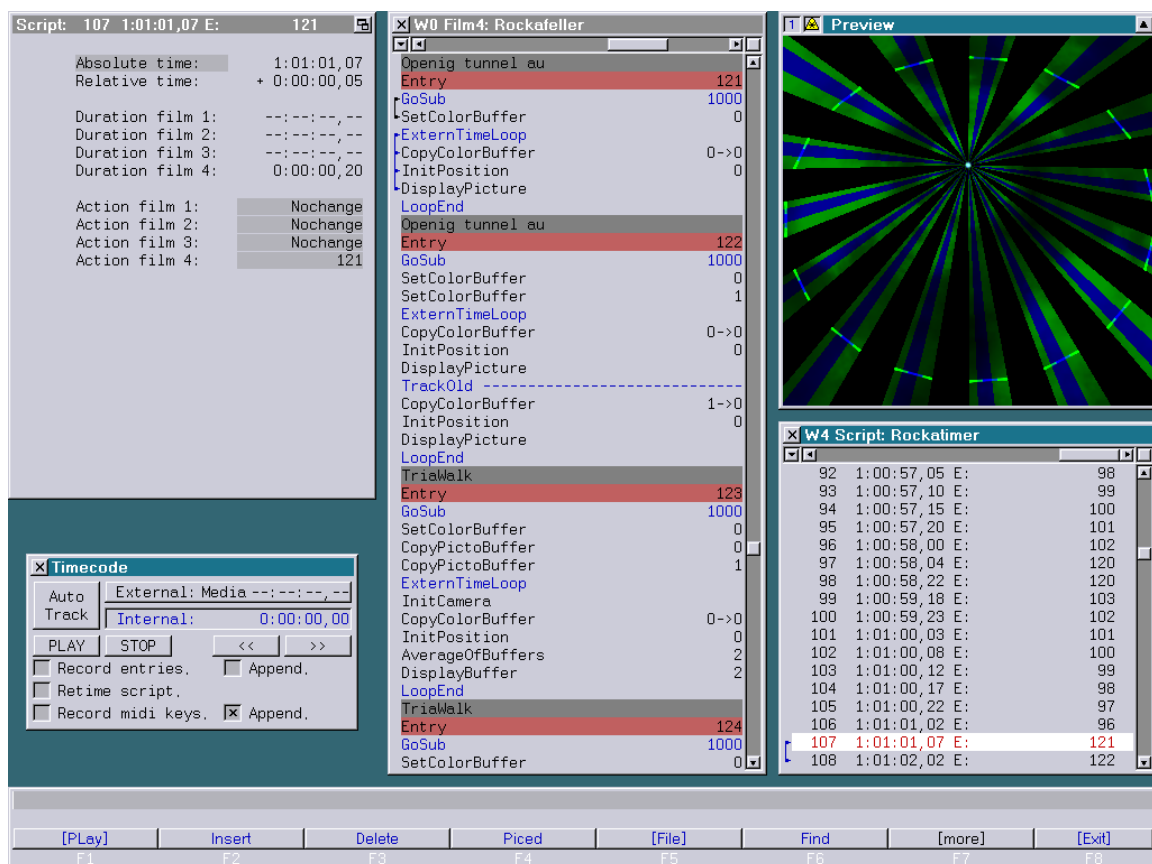 Script: 107 1:01:01,07 E: 121
Absolute time: 1:01:01,07
Relative time: + 0:00:00,05
Duration film 1: --:--:--,--
Duration film 2: --:--:--,--
Duration film 3: --:--:--,--
Duration film 4: 0:00:00,20
Action film 1: Nochange
Action film 2: Nochange
Action film 3: Nochange
Action film 4: 121
Timecode
Auto Track
External: Media --:--:--,--
Internal: 0:00:00,00
PLAY STOP << >>
Record entries. Append.
Retime script.
Record midi keys. Append.
W0 Film4: Rockafeller
Openig tunnel au
Entry 121
GoSub 1000
SetColorBuffer 0
ExternTimeLoop
CopyColorBuffer 0->0
InitPosition 0
DisplayPicture
LoopEnd
Openig tunnel au
Entry 122
GoSub 1000
SetColorBuffer 0
SetColorBuffer 1
ExternTimeLoop
CopyColorBuffer 0->0
InitPosition 0
DisplayPicture
TrackOld -----------------------------
CopyColorBuffer 1->0
InitPosition 0
DisplayPicture
LoopEnd
TriaWalk
Entry 123
GoSub 1000
SetColorBuffer 0
CopyPictoBuffer 0
CopyPictoBuffer 1
ExternTimeLoop
InitCamera
CopyColorBuffer 0->0
InitPosition 0
AverageOfBuffers 2
DisplayBuffer 2
LoopEnd
TriaWalk
Entry 124
GoSub 1000
SetColorBuffer 0
1 Preview
W4 Script: Rockatimer
92 1:00:57,05 E: 98
93 1:00:57,10 E: 99
94 1:00:57,15 E: 100
95 1:00:57,20 E: 101
96 1:00:58,00 E: 102
97 1:00:58,04 E: 120
98 1:00:58,22 E: 120
99 1:00:59,18 E: 103
100 1:00:59,23 E: 102
101 1:01:00,03 E: 101
102 1:01:00,08 E: 100
103 1:01:00,12 E: 99
104 1:01:00,17 E: 98
105 1:01:00,22 E: 97
106 1:01:01,02 E: 96
107 1:01:01,07 E: 121
108 1:01:02,02 E: 122
[PLay] Insert Delete Piced [File] Find [more] [Exit]
F1 F2 F3 F4 F5 F6 F7 F8